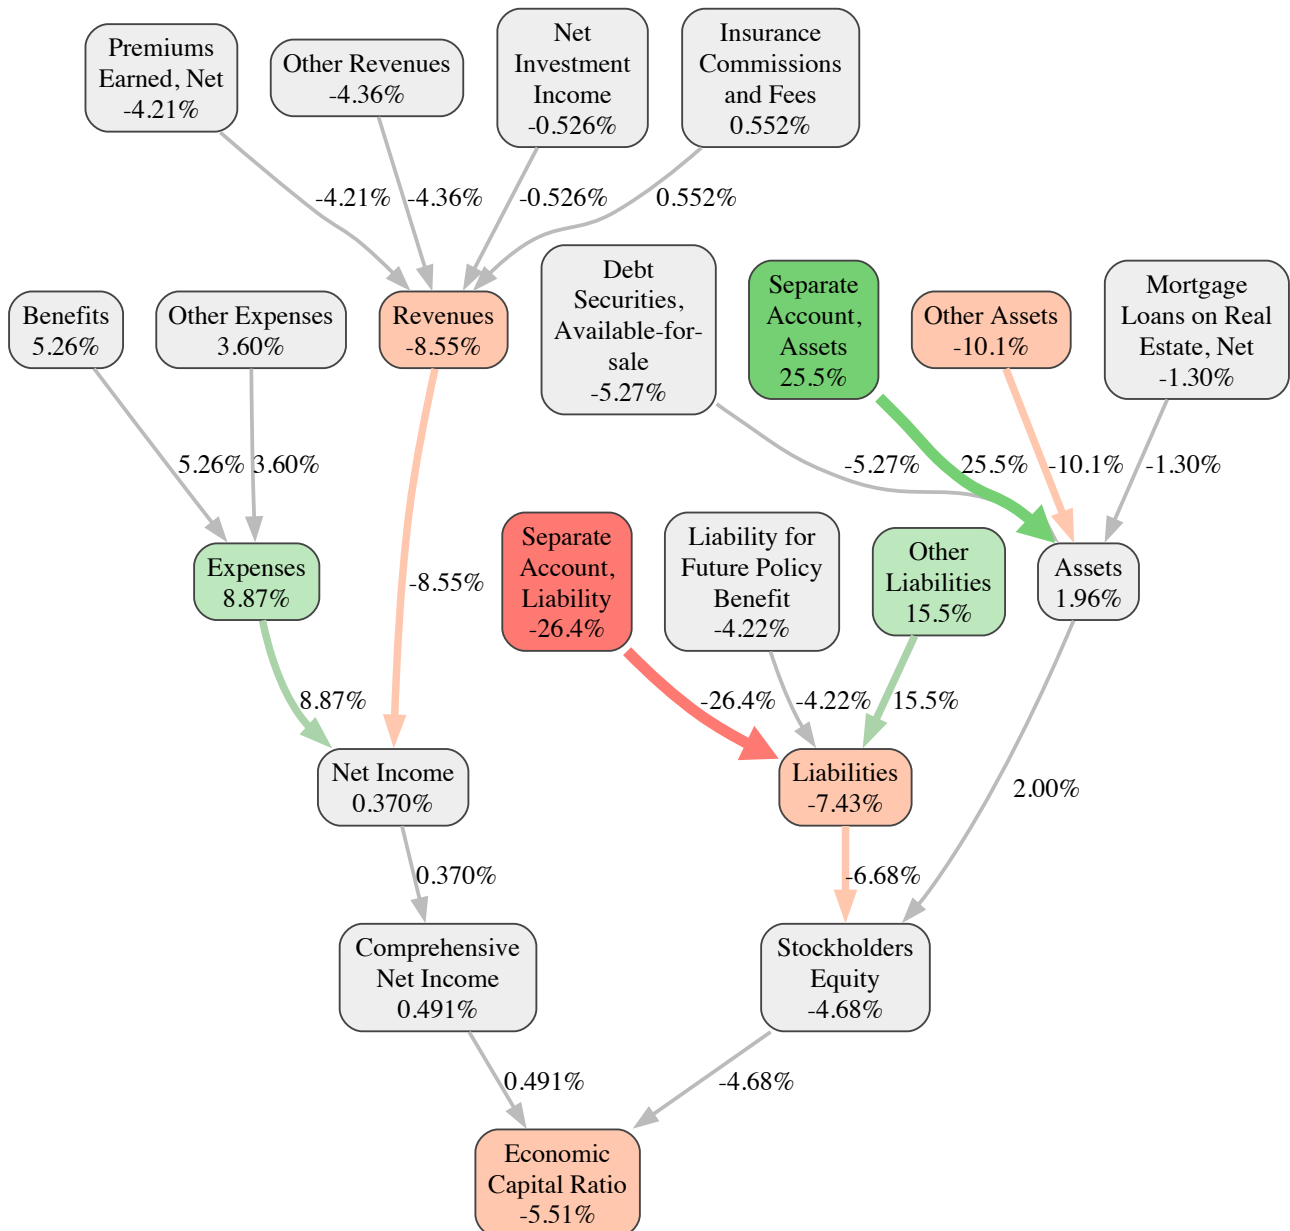 Premiums
Earned, Net
-4.21%
Other Revenues
-4.36%
Net
Investment
Income
-0.526%
Insurance
Commissions
and Fees
0.552%
-4.21%
-4.36%
-0.526%
0.552%
Benefits
5.26%
Other Expenses
3.60%
Revenues
-8.55%
Debt
Securities,
Available-for-
sale
-5.27%
Separate
Account,
Assets
25.5%
Other Assets
-10.1%
Mortgage
Loans on Real
Estate, Net
-1.30%
5.26%
3.60%
-5.27%
25.5%
-10.1%
-1.30%
Expenses
8.87%
-8.55%
Separate
Account,
Liability
-26.4%
Liability for
Future Policy
Benefit
-4.22%
Other
Liabilities
15.5%
Assets
1.96%
8.87%
-26.4%
-4.22%
15.5%
Net Income
0.370%
Liabilities
-7.43%
2.00%
0.370%
-6.68%
Comprehensive
Net Income
0.491%
Stockholders
Equity
-4.68%
0.491%
-4.68%
Economic
Capital Ratio
-5.51%